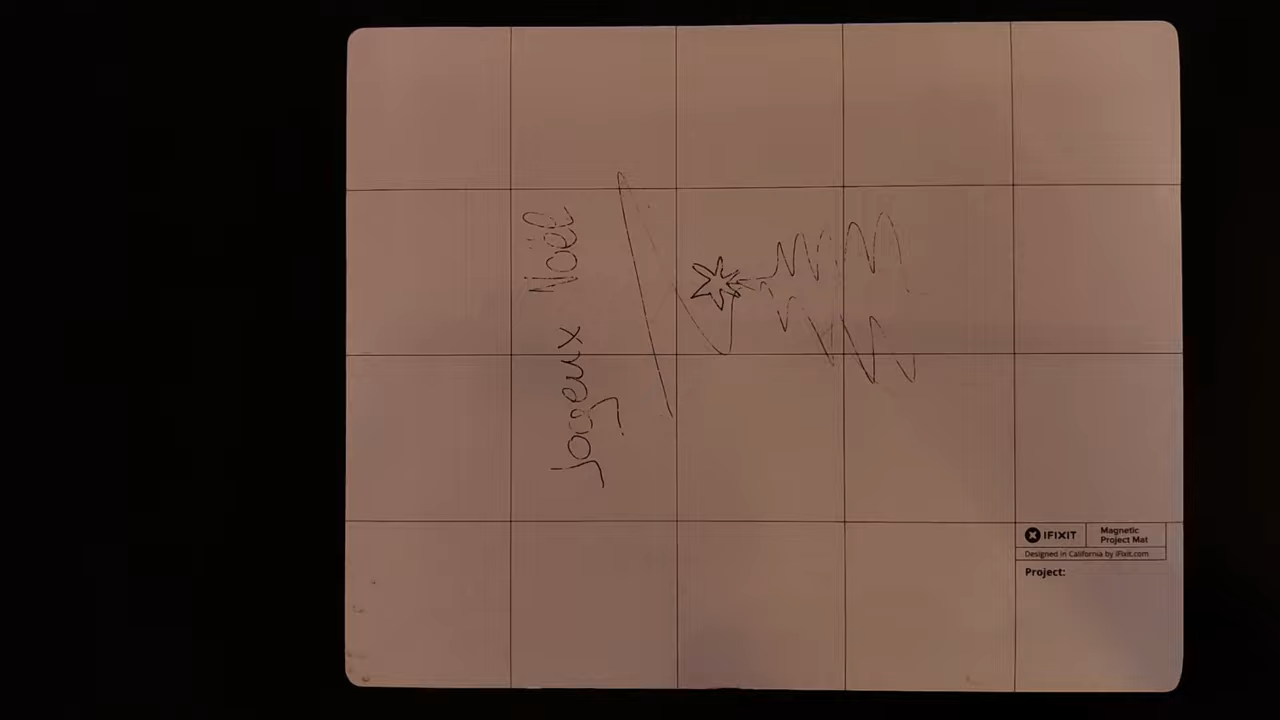 Joyeux Noël
IFIXIT
Magnetic
Project Mat
Designed in California by iFixit.com
Project: